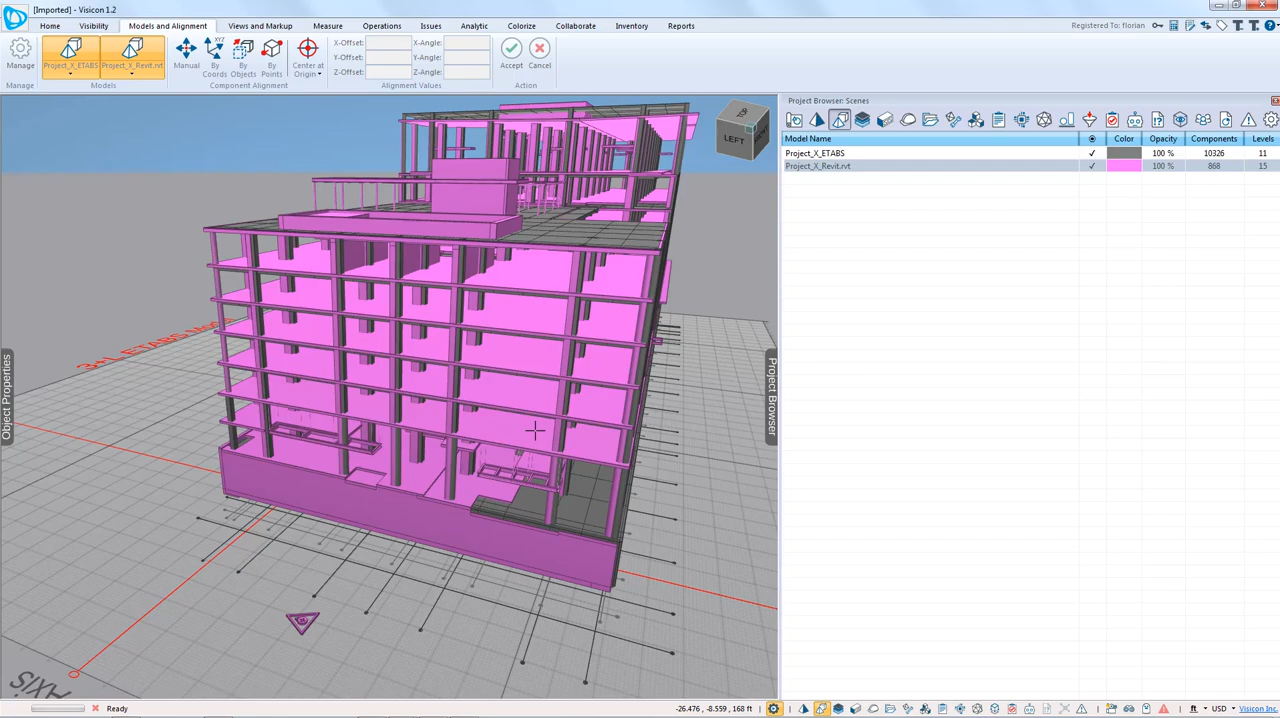 [Imported] - Visicon 1.2
Home Visibility Models and Alignment Views and Markup Measure Operations Issues Analytic Colorize Collaborate Inventory Reports Registered To: florian
Manage Project_X_ETABS Project_X_Revit.rvt Manual By Coords By Objects By Points Center at Origin X-Offset: X-Angle: Y-Offset: Y-Angle: Z-Offset: Z-Angle: Accept Cancel
Manage Models Component Alignment Alignment Values Action
Project Browser: Scenes
Model Name Color Opacity Components Levels
Project_X_ETABS ✓ 100 % 10326 11
Project_X_Revit.rvt ✓ 100 % 868 15
TOP
LEFT
Object Properties
Project Browser
AXIS
Ready -26.476 , -8.559, 168 ft ft USD Visicon Inc.